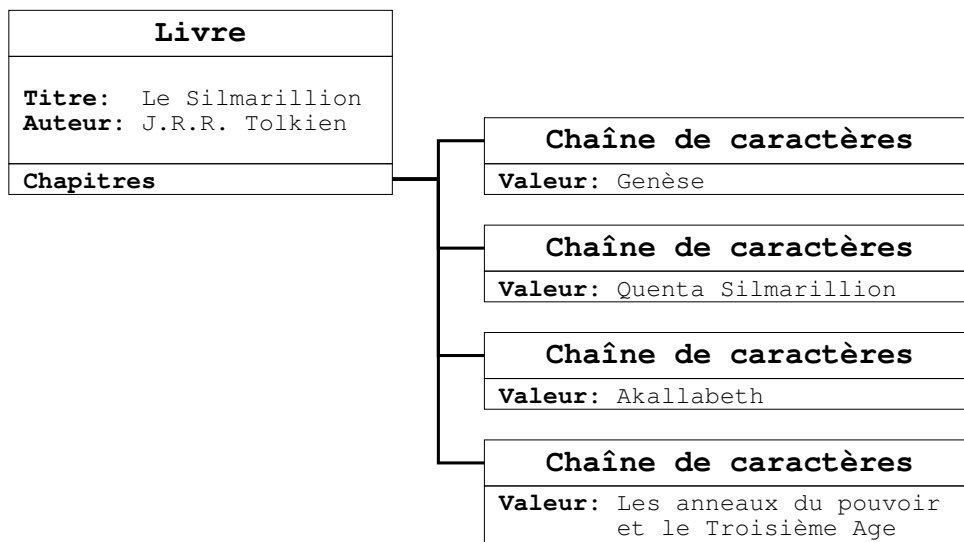 Livre
Titre: Le Silmarillion
Auteur: J.R.R. Tolkien
Chapitres
Chaîne de caractères
Valeur: Genèse
Chaîne de caractères
Valeur: Quenta Silmarillion
Chaîne de caractères
Valeur: Akallabeth
Chaîne de caractères
Valeur: Les anneaux du pouvoir
et le Troisième Age